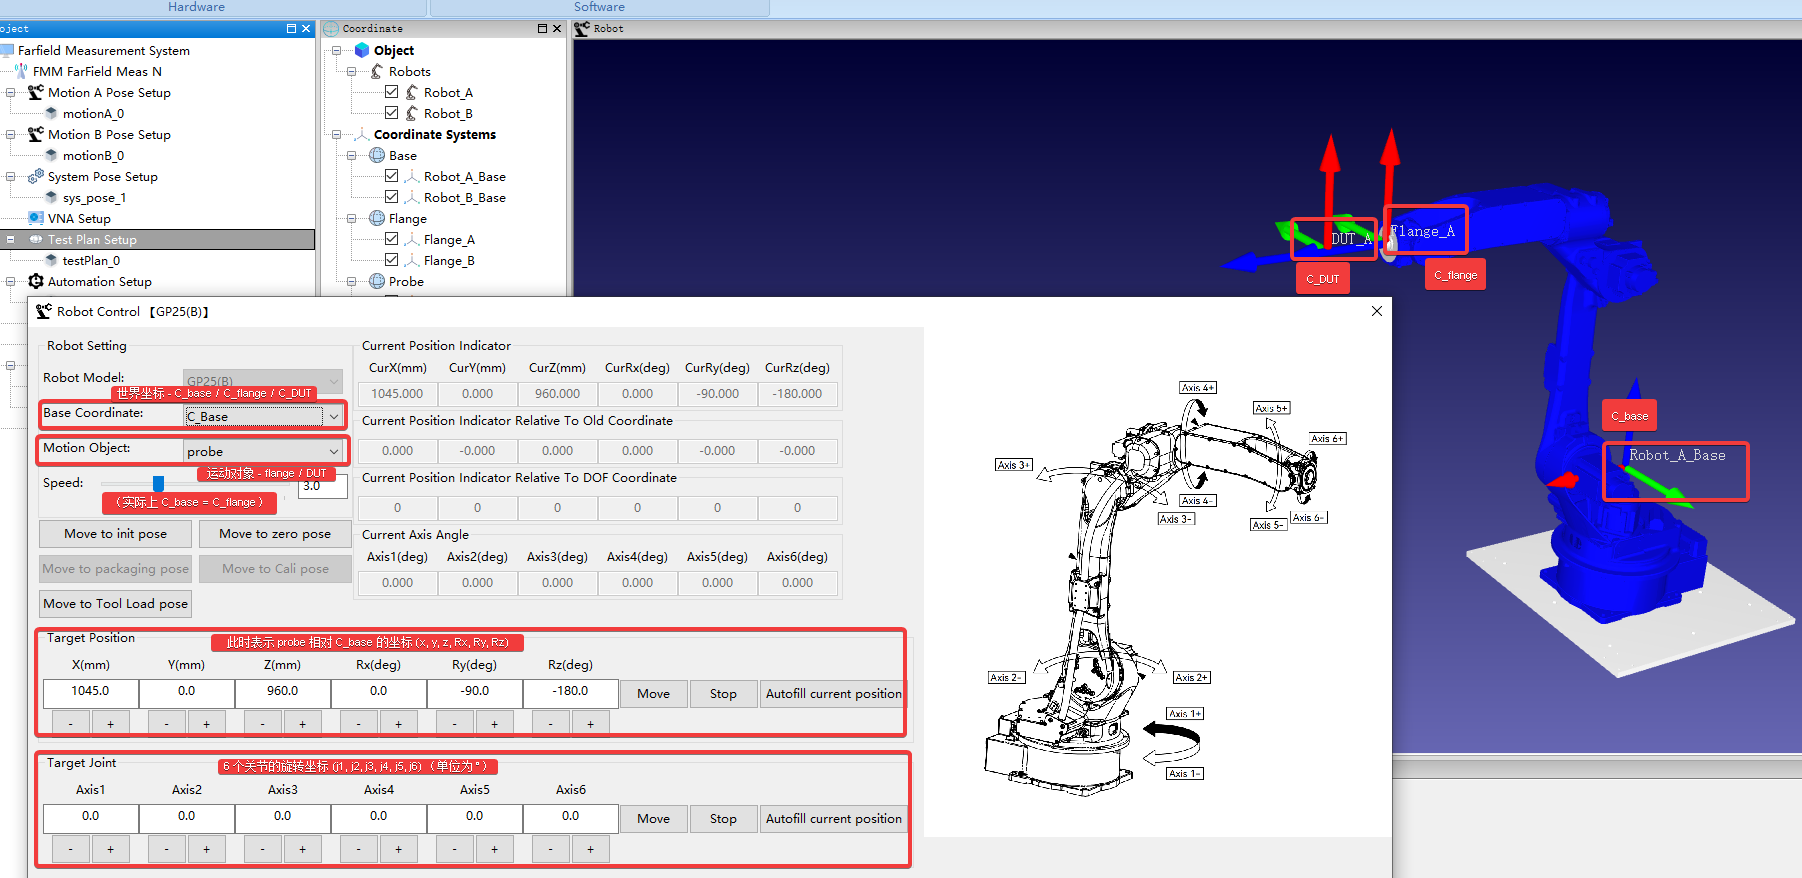 Hardware
Software
oject
Coordinate
Robot
Farfield Measurement System
FMM FarField Meas N
Motion A Pose Setup
motionA_0
Motion B Pose Setup
motionB_0
System Pose Setup
sys_pose_1
VNA Setup
Test Plan Setup
testPlan_0
Automation Setup
Object
Robots
Robot_A
Robot_B
Coordinate Systems
Base
Robot_A_Base
Robot_B_Base
Flange
Flange_A
Flange_B
Probe
DUT_A
Flange_A
C_DUT
C_flange
C_base
Robot_A_Base
Robot Control 【GP25(B)】
Robot Setting
Robot Model:
GP25(B)
世界坐标 - C_base / C_flange / C_DUT
Base Coordinate:
C_Base
Motion Object:
probe
运动对象 - flange / DUT
Speed:
3.0
（实际上 C_base = C_flange ）
Move to init pose
Move to zero pose
Move to packaging pose
Move to Cali pose
Move to Tool Load pose
Current Position Indicator
CurX(mm) CurY(mm) CurZ(mm) CurRx(deg) CurRy(deg) CurRz(deg)
1045.000 0.000 960.000 0.000 -90.000 -180.000
Current Position Indicator Relative To Old Coordinate
0.000 -0.000 0.000 0.000 -0.000 -0.000
Current Position Indicator Relative To DOF Coordinate
0 0 0 0 0 0
Current Axis Angle
Axis1(deg) Axis2(deg) Axis3(deg) Axis4(deg) Axis5(deg) Axis6(deg)
0.000 0.000 0.000 0.000 0.000 0.000
Target Position
此时表示 probe 相对 C_base 的坐标 (x, y, z, Rx, Ry, Rz)
X(mm) Y(mm) Z(mm) Rx(deg) Ry(deg) Rz(deg)
1045.0 0.0 960.0 0.0 -90.0 -180.0
Move
Stop
Autofill current position
- + - + - + - + - + - +
Target Joint
6 个关节的旋转坐标 (j1, j2, j3, j4, j5, j6) （单位为 °）
Axis1 Axis2 Axis3 Axis4 Axis5 Axis6
0.0 0.0 0.0 0.0 0.0 0.0
Move
Stop
Autofill current position
- + - + - + - + - + - +
Axis 4+
Axis 5+
Axis 6+
Axis 3+
Axis 4-
Axis 3-
Axis 5-
Axis 6-
Axis 2-
Axis 2+
Axis 1+
Axis 1-